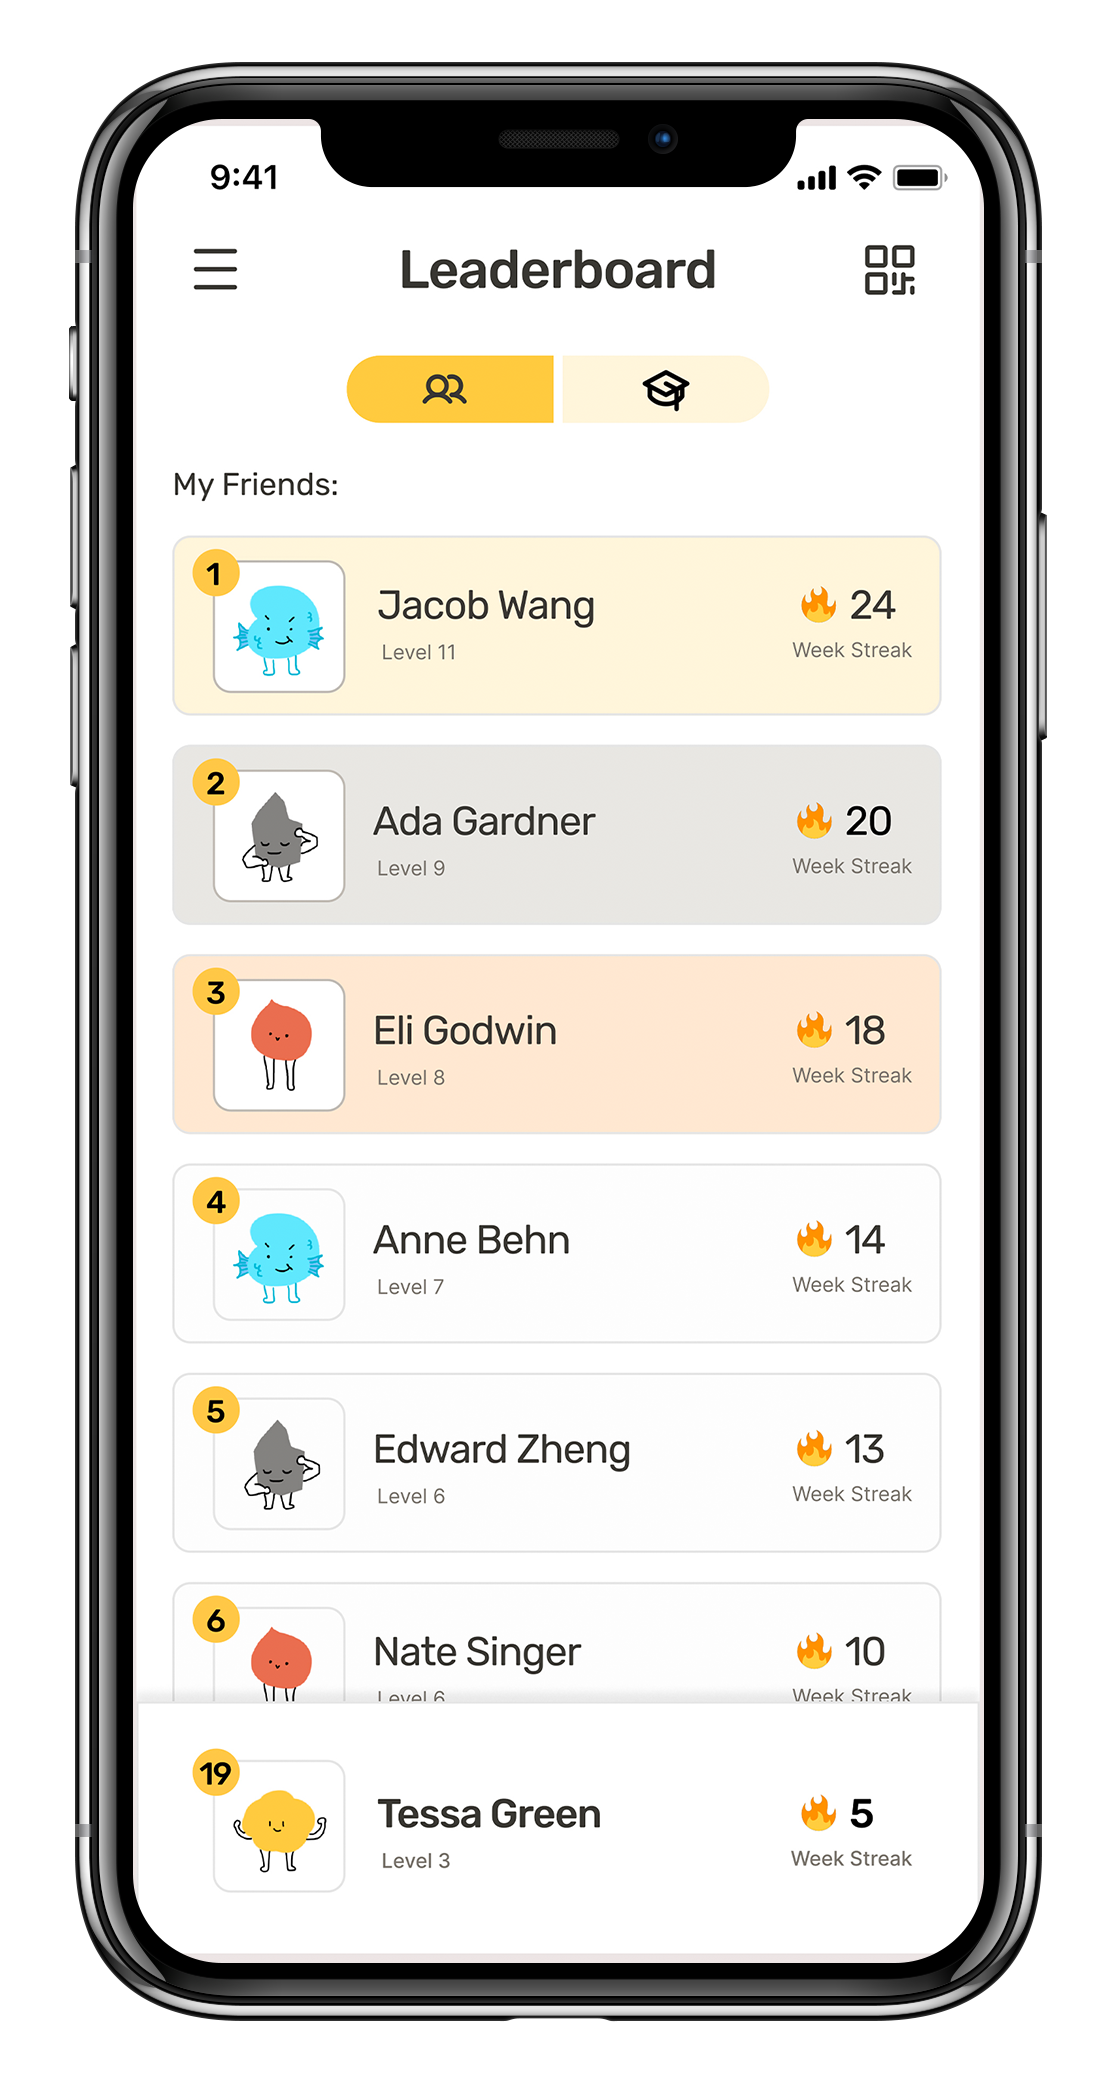 9:41
Leaderboard
My Friends:
1
Jacob Wang
Level 11
24
Week Streak
2
Ada Gardner
Level 9
20
Week Streak
3
Eli Godwin
Level 8
18
Week Streak
4
Anne Behn
Level 7
14
Week Streak
5
Edward Zheng
Level 6
13
Week Streak
6
Nate Singer
Level 6
10
Week Streak
19
Tessa Green
Level 3
5
Week Streak